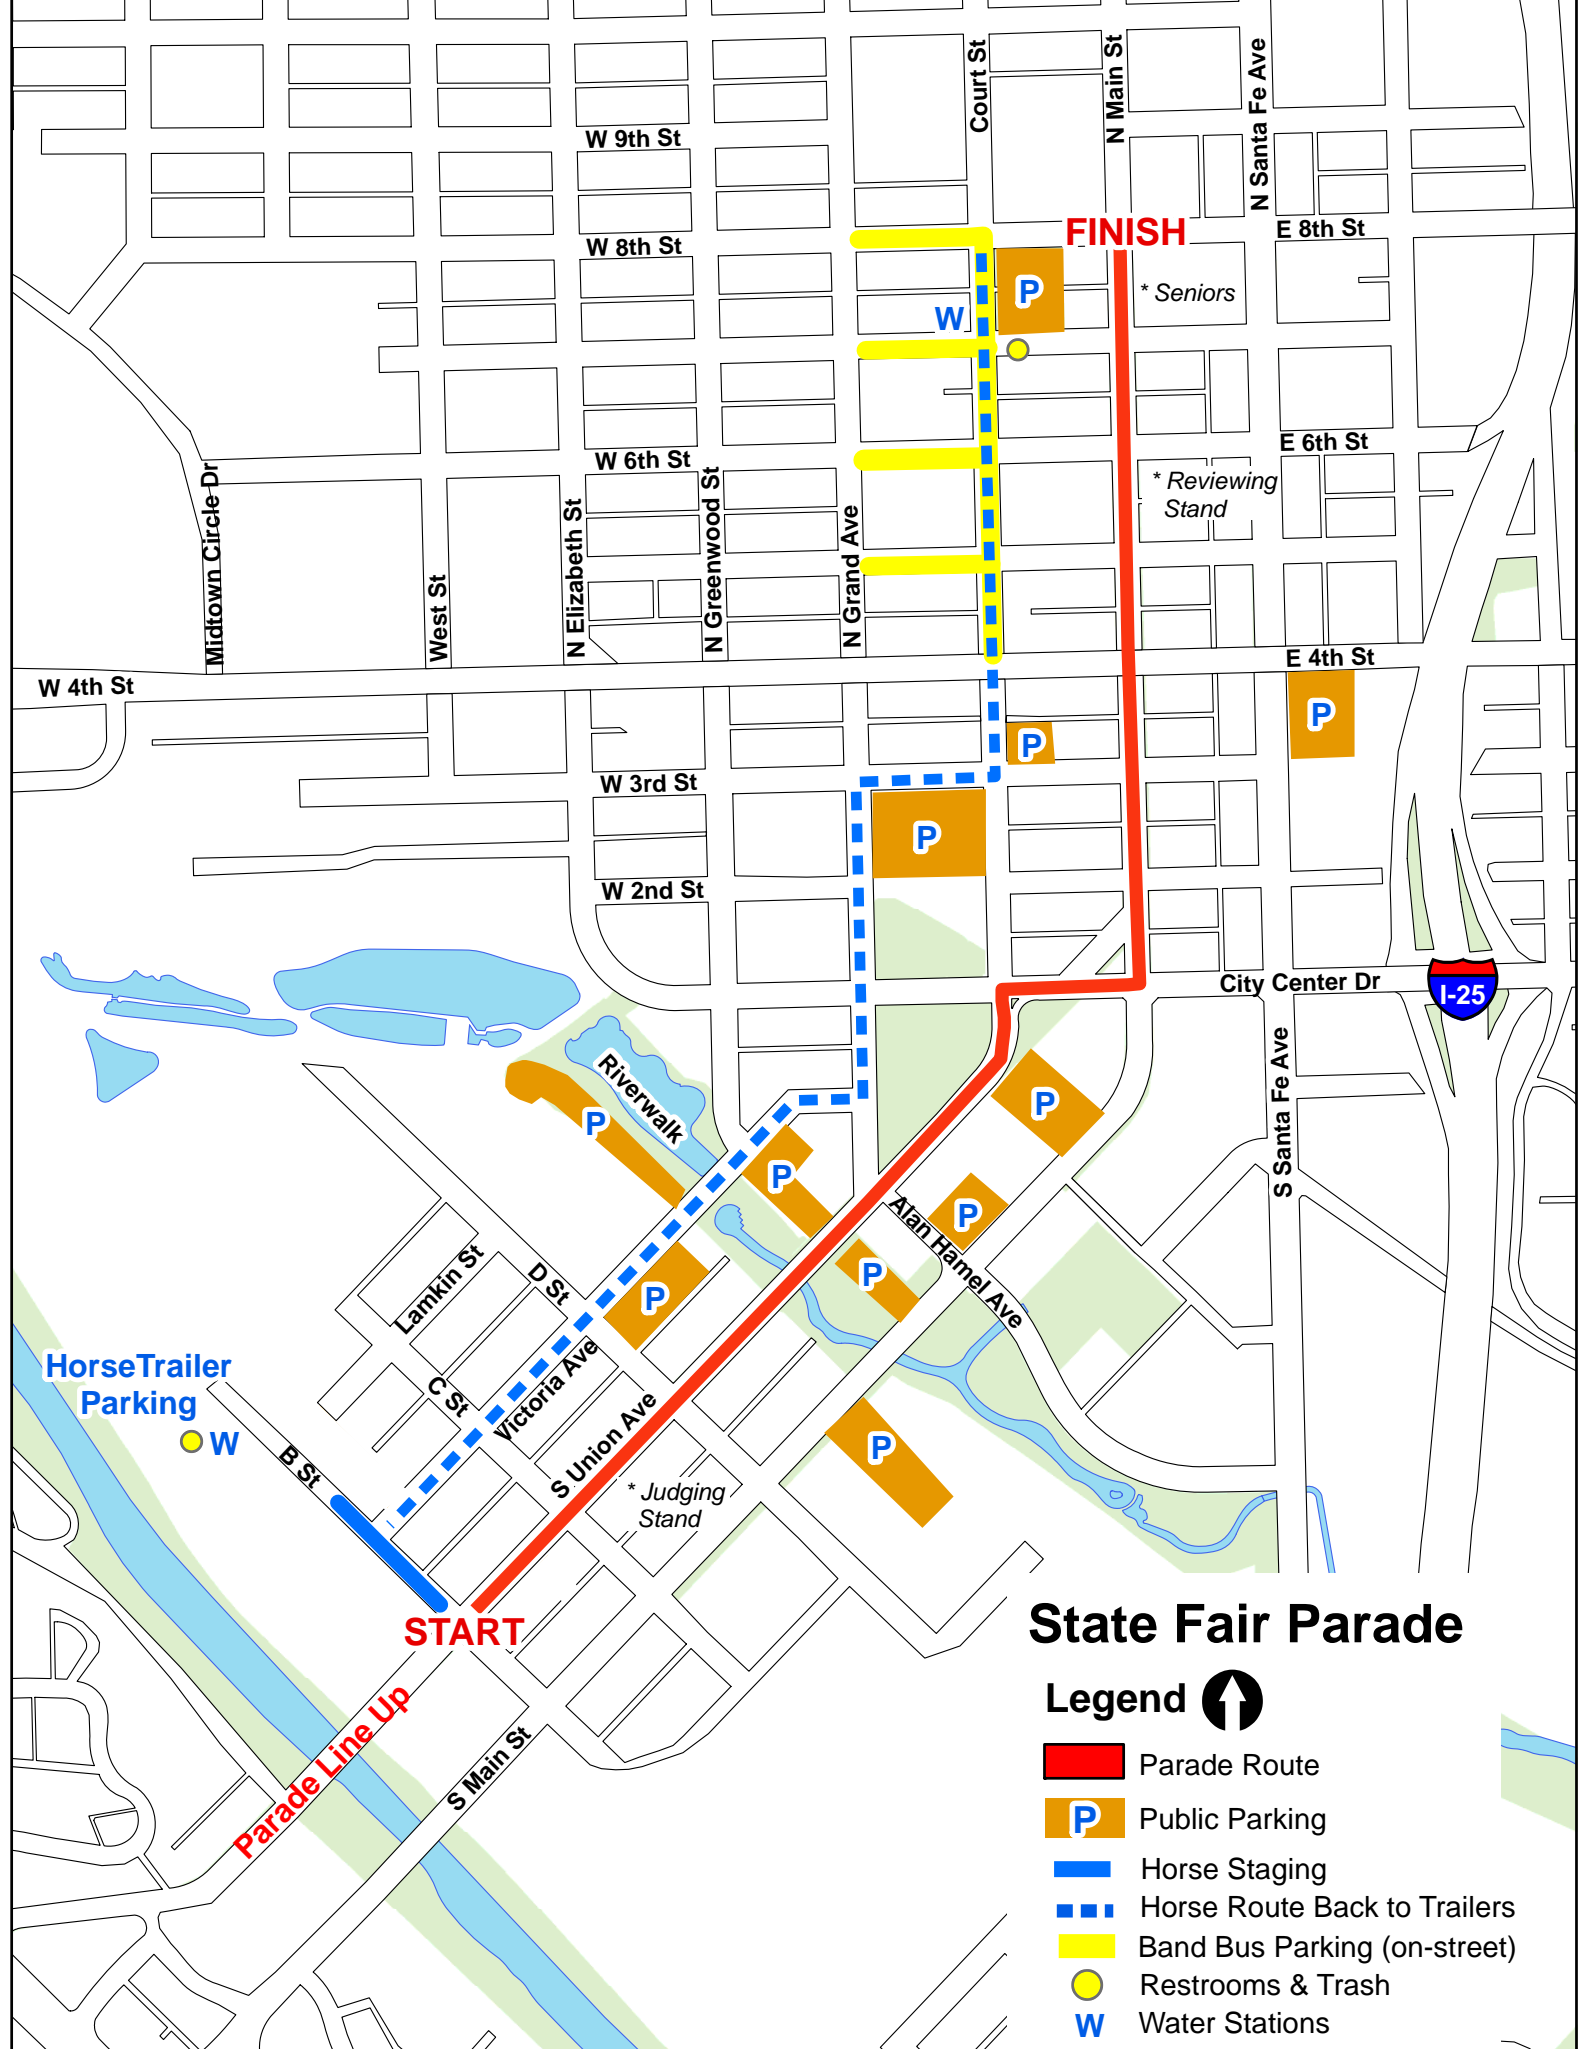 Court St
N Main St
N Santa Fe Ave
W 9th St
W 8th St
FINISH
E 8th St
P
* Seniors
W
W 6th St
E 6th St
* Reviewing
Stand
Midtown Circle Dr
West St
N Elizabeth St
N Greenwood St
N Grand Ave
W 4th St
E 4th St
P
P
W 3rd St
P
W 2nd St
City Center Dr
I-25
Riverwalk
P
P
P
P
P
P
P
S Santa Fe Ave
Alan Hamel Ave
Lamkin St
D St
HorseTrailer
Parking
W
C St
Victoria Ave
S Union Ave
B St
* Judging
Stand
START
Parade Line Up
S Main St
State Fair Parade
Legend
Parade Route
P
Public Parking
Horse Staging
Horse Route Back to Trailers
Band Bus Parking (on-street)
Restrooms & Trash
W
Water Stations